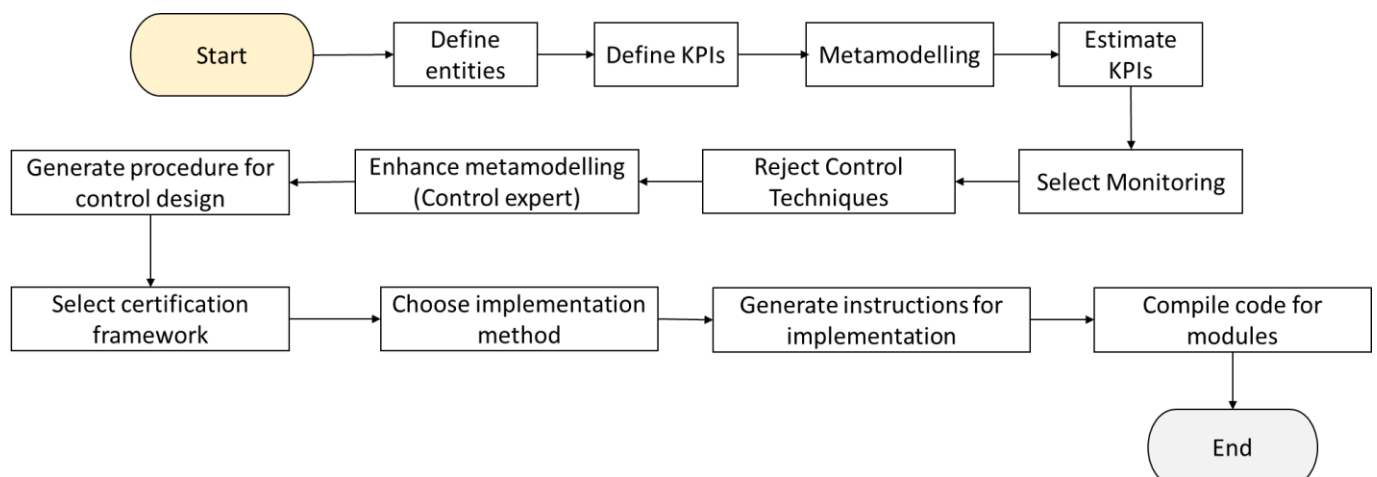 Start
Define
entities
Define KPIs
Metamodelling
Estimate
KPIs
Select Monitoring
Reject Control
Techniques
Enhance metamodelling
(Control expert)
Generate procedure for
control design
Select certification
framework
Choose implementation
method
Generate instructions for
implementation
Compile code for
modules
End